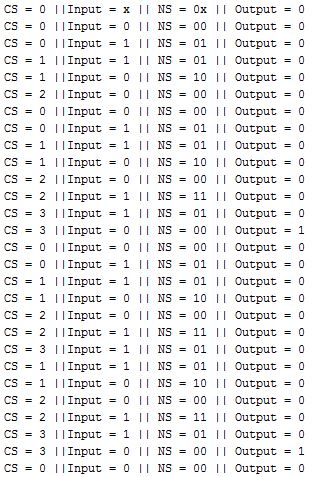 CS = 0 ||Input = x || NS = 0x || Output = 0
CS = 0 ||Input = 0 || NS = 00 || Output = 0
CS = 0 ||Input = 1 || NS = 01 || Output = 0
CS = 1 ||Input = 1 || NS = 01 || Output = 0
CS = 1 ||Input = 0 || NS = 10 || Output = 0
CS = 2 ||Input = 0 || NS = 00 || Output = 0
CS = 0 ||Input = 0 || NS = 00 || Output = 0
CS = 0 ||Input = 1 || NS = 01 || Output = 0
CS = 1 ||Input = 1 || NS = 01 || Output = 0
CS = 1 ||Input = 0 || NS = 10 || Output = 0
CS = 2 ||Input = 0 || NS = 00 || Output = 0
CS = 2 ||Input = 1 || NS = 11 || Output = 0
CS = 3 ||Input = 1 || NS = 01 || Output = 0
CS = 3 ||Input = 0 || NS = 00 || Output = 1
CS = 0 ||Input = 0 || NS = 00 || Output = 0
CS = 0 ||Input = 1 || NS = 01 || Output = 0
CS = 1 ||Input = 1 || NS = 01 || Output = 0
CS = 1 ||Input = 0 || NS = 10 || Output = 0
CS = 2 ||Input = 0 || NS = 00 || Output = 0
CS = 2 ||Input = 1 || NS = 11 || Output = 0
CS = 3 ||Input = 1 || NS = 01 || Output = 0
CS = 1 ||Input = 1 || NS = 01 || Output = 0
CS = 1 ||Input = 0 || NS = 10 || Output = 0
CS = 2 ||Input = 0 || NS = 00 || Output = 0
CS = 2 ||Input = 1 || NS = 11 || Output = 0
CS = 3 ||Input = 1 || NS = 01 || Output = 0
CS = 3 ||Input = 0 || NS = 00 || Output = 1
CS = 0 ||Input = 0 || NS = 00 || Output = 0